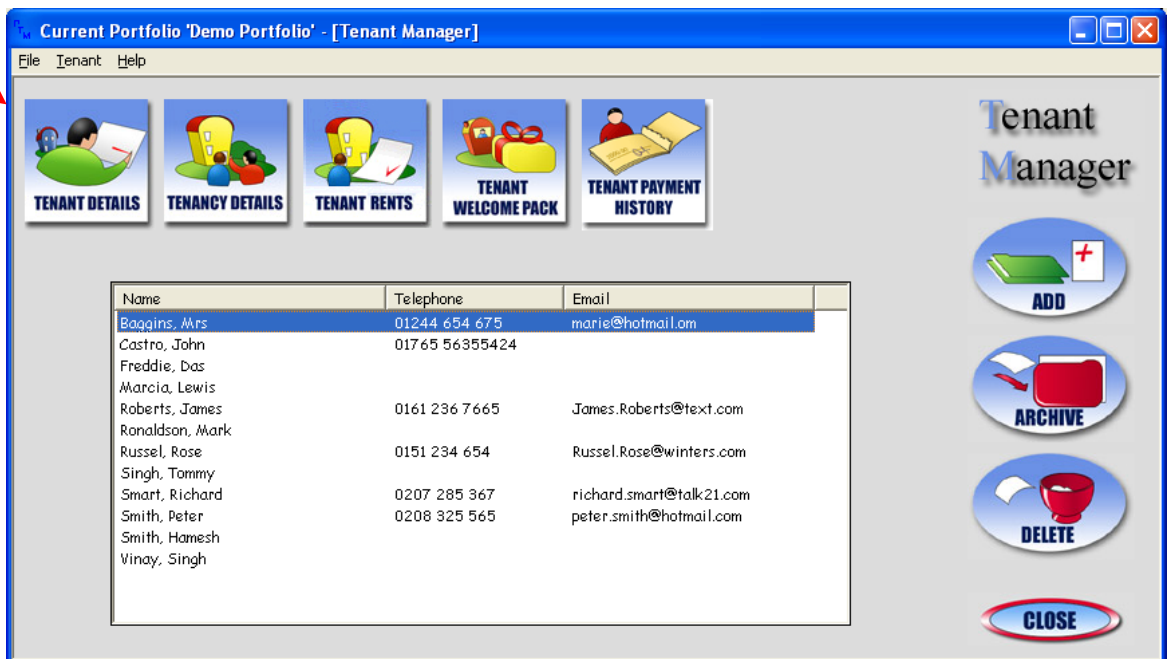 Current Portfolio 'Demo Portfolio' - [Tenant Manager]
File Tenant Help
TENANT DETAILS
TENANCY DETAILS
TENANT RENTS
TENANT
WELCOME PACK
TENANT PAYMENT
HISTORY
Tenant
Manager
ADD
ARCHIVE
DELETE
CLOSE
Name Telephone Email
Baggins, Mrs 01244 654 675 marie@hotmail.om
Castro, John 01765 56355424
Freddie, Das
Marcia, Lewis
Roberts, James 0161 236 7665 James.Roberts@text.com
Ronaldson, Mark
Russel, Rose 0151 234 654 Russel.Rose@winters.com
Singh, Tommy
Smart, Richard 0207 285 367 richard.smart@talk21.com
Smith, Peter 0208 325 565 peter.smith@hotmail.com
Smith, Hamesh
Vinay, Singh